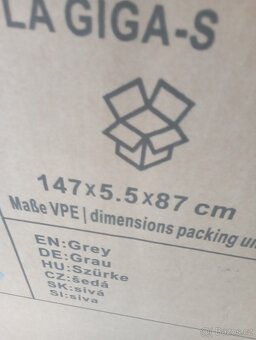 LA GIGA-S
147x5.5x87 cm
Maße VPE | dimensions packing
EN:Grey
DE:Grau
HU:Szürke
CZ:šedá
SK:sivá
SI:siva